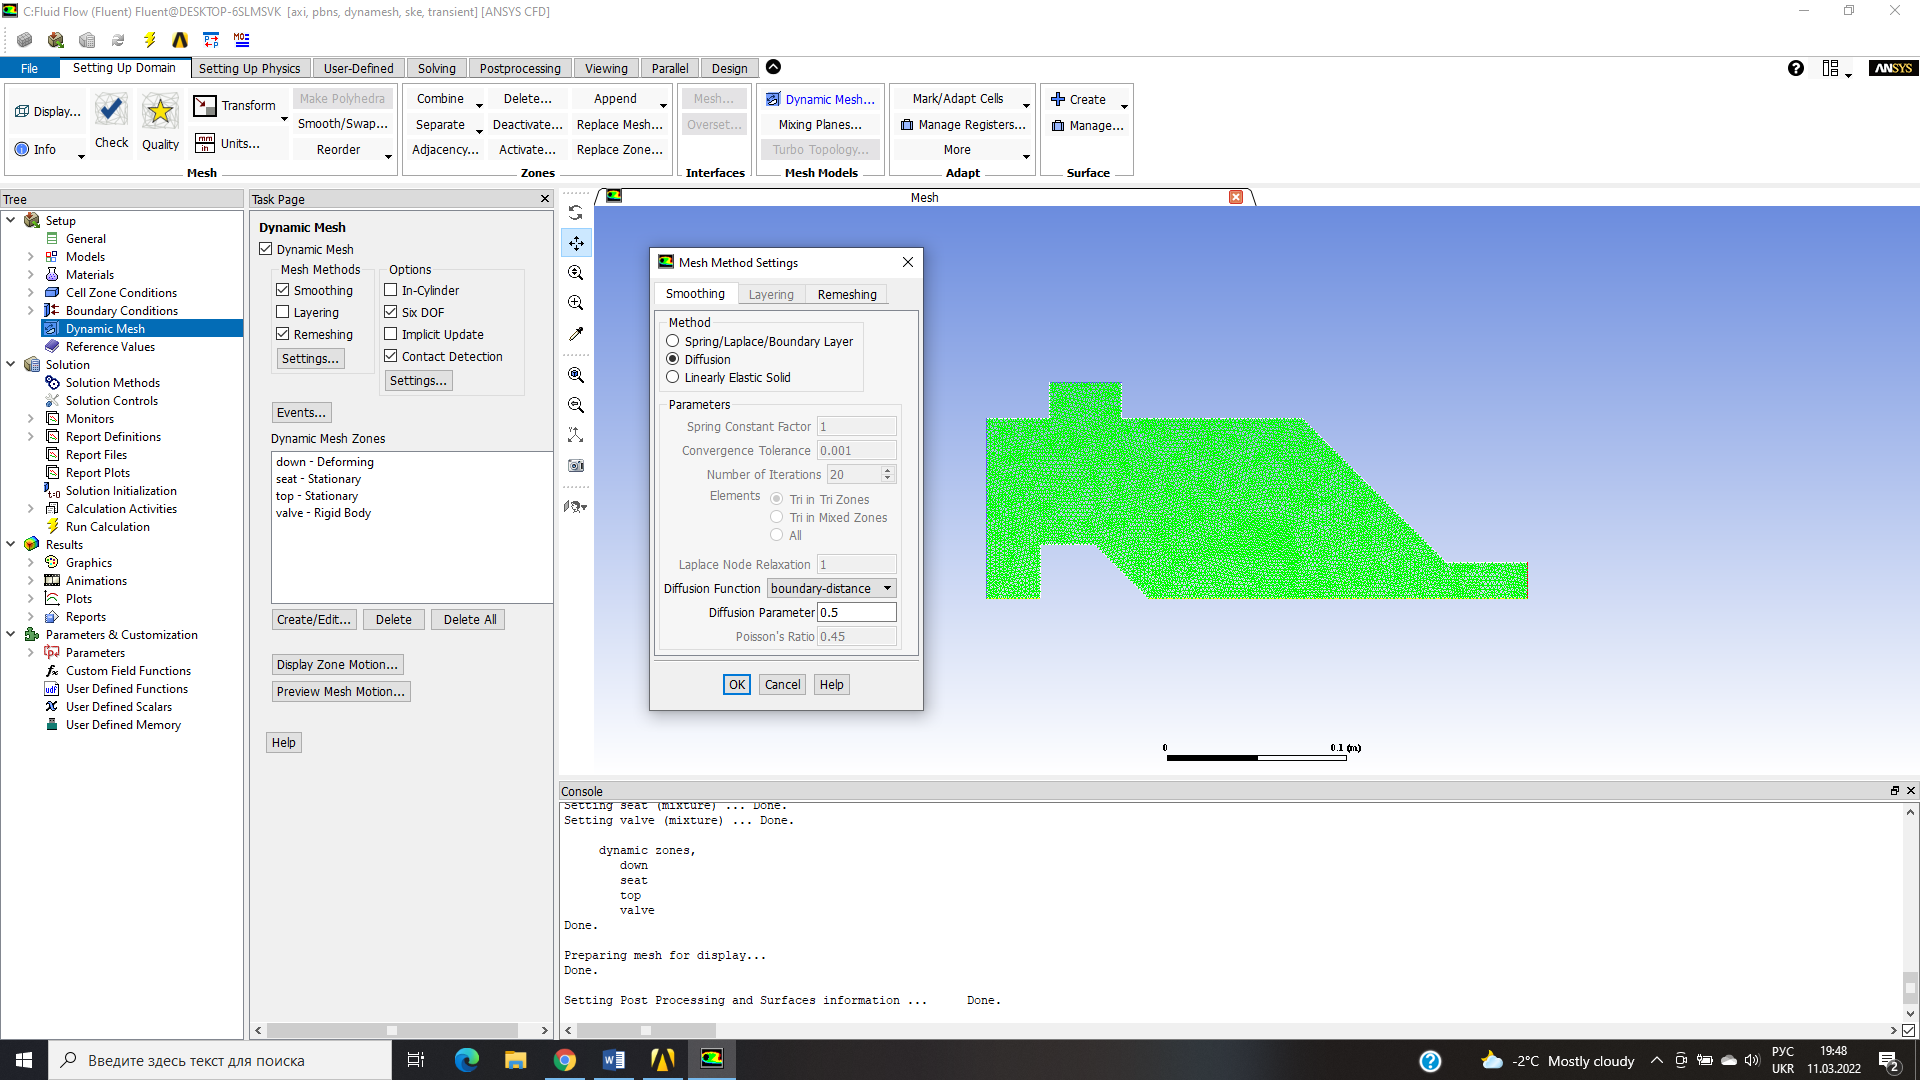 C:Fluid Flow (Fluent) Fluent@DESKTOP-6SLMSVK [axi, pbns, dynamesh, ske, transient] [ANSYS CFD]
File
Setting Up Domain
Setting Up Physics
User-Defined
Solving
Postprocessing
Viewing
Parallel
Design
ANSYS
Display...
Info
Check
Quality
Transform
Units...
Make Polyhedra
Smooth/Swap...
Reorder
Mesh
Combine
Separate
Adjacency...
Delete...
Deactivate...
Activate...
Append
Replace Mesh...
Replace Zone...
Zones
Mesh...
Overset...
Interfaces
Dynamic Mesh...
Mixing Planes...
Turbo Topology...
Mesh Models
Mark/Adapt Cells
Manage Registers...
More
Adapt
Create
Manage...
Surface
Tree
Setup
General
Models
Materials
Cell Zone Conditions
Boundary Conditions
Dynamic Mesh
Reference Values
Solution
Solution Methods
Solution Controls
Monitors
Report Definitions
Report Files
Report Plots
Solution Initialization
Calculation Activities
Run Calculation
Results
Graphics
Animations
Plots
Reports
Parameters & Customization
Parameters
Custom Field Functions
User Defined Functions
User Defined Scalars
User Defined Memory
Task Page
Dynamic Mesh
Dynamic Mesh
Mesh Methods
Smoothing
Layering
Remeshing
Settings...
Options
In-Cylinder
Six DOF
Implicit Update
Contact Detection
Settings...
Events...
Dynamic Mesh Zones
down - Deforming
seat - Stationary
top - Stationary
valve - Rigid Body
Create/Edit...
Delete
Delete All
Display Zone Motion...
Preview Mesh Motion...
Help
Mesh
Mesh Method Settings
Smoothing
Layering
Remeshing
Method
Spring/Laplace/Boundary Layer
Diffusion
Linearly Elastic Solid
Parameters
Spring Constant Factor 1
Convergence Tolerance 0.001
Number of Iterations 20
Elements
Tri in Tri Zones
Tri in Mixed Zones
All
Laplace Node Relaxation 1
Diffusion Function boundary-distance
Diffusion Parameter 0.5
Poisson's Ratio 0.45
OK
Cancel
Help
0
0.1 (m)
Console
Setting seat (mixture) ... Done.
Setting valve (mixture) ... Done.
dynamic zones,
down
seat
top
valve
Done.
Preparing mesh for display...
Done.
Setting Post Processing and Surfaces information ... Done.
Введите здесь текст для поиска
-2°C Mostly cloudy
РУС
UKR
19:48
11.03.2022
2